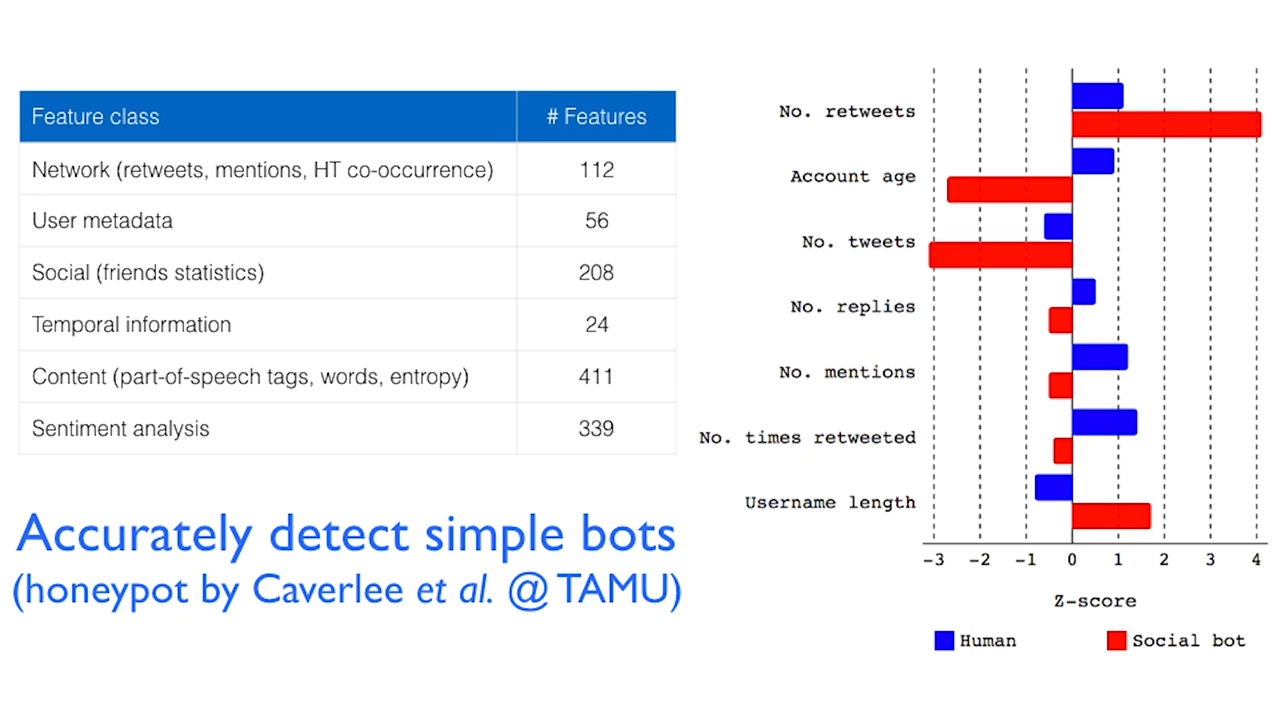 Feature class # Features
Network (retweets, mentions, HT co-occurrence) 112
User metadata 56
Social (friends statistics) 208
Temporal information 24
Content (part-of-speech tags, words, entropy) 411
Sentiment analysis 339
Accurately detect simple bots
(honeypot by Caverlee et al. @ TAMU)
No. retweets
Account age
No. tweets
No. replies
No. mentions
No. times retweeted
Username length
-3 -2 -1 0 1 2 3 4
Z-score
Human Social bot